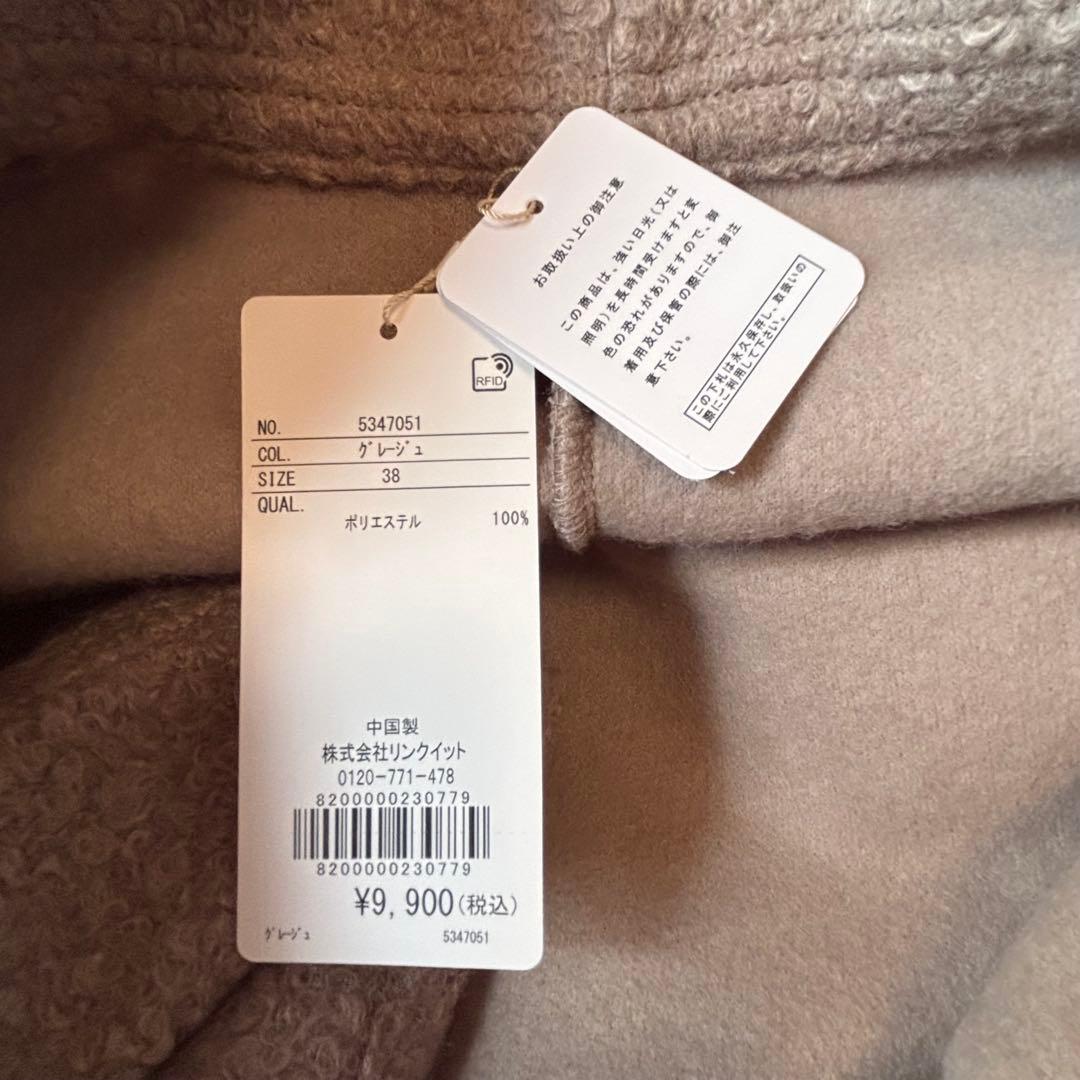 お取扱い上の御注意
この商品は、強い日光(又は
照明)を長時間受けますと変
色の恐れがありますので、御
着用及び保管の際には、御注
意下さい。
この下札は永久保存し、取扱いの
際にご利用して下さい。
RFID
NO. 5347051
COL. グレージュ
SIZE 38
QUAL.
ポリエステル 100%
中国製
株式会社リンクイット
0120-771-478
8200000230779
8200000230779
¥9,900(税込)
グレージュ 5347051